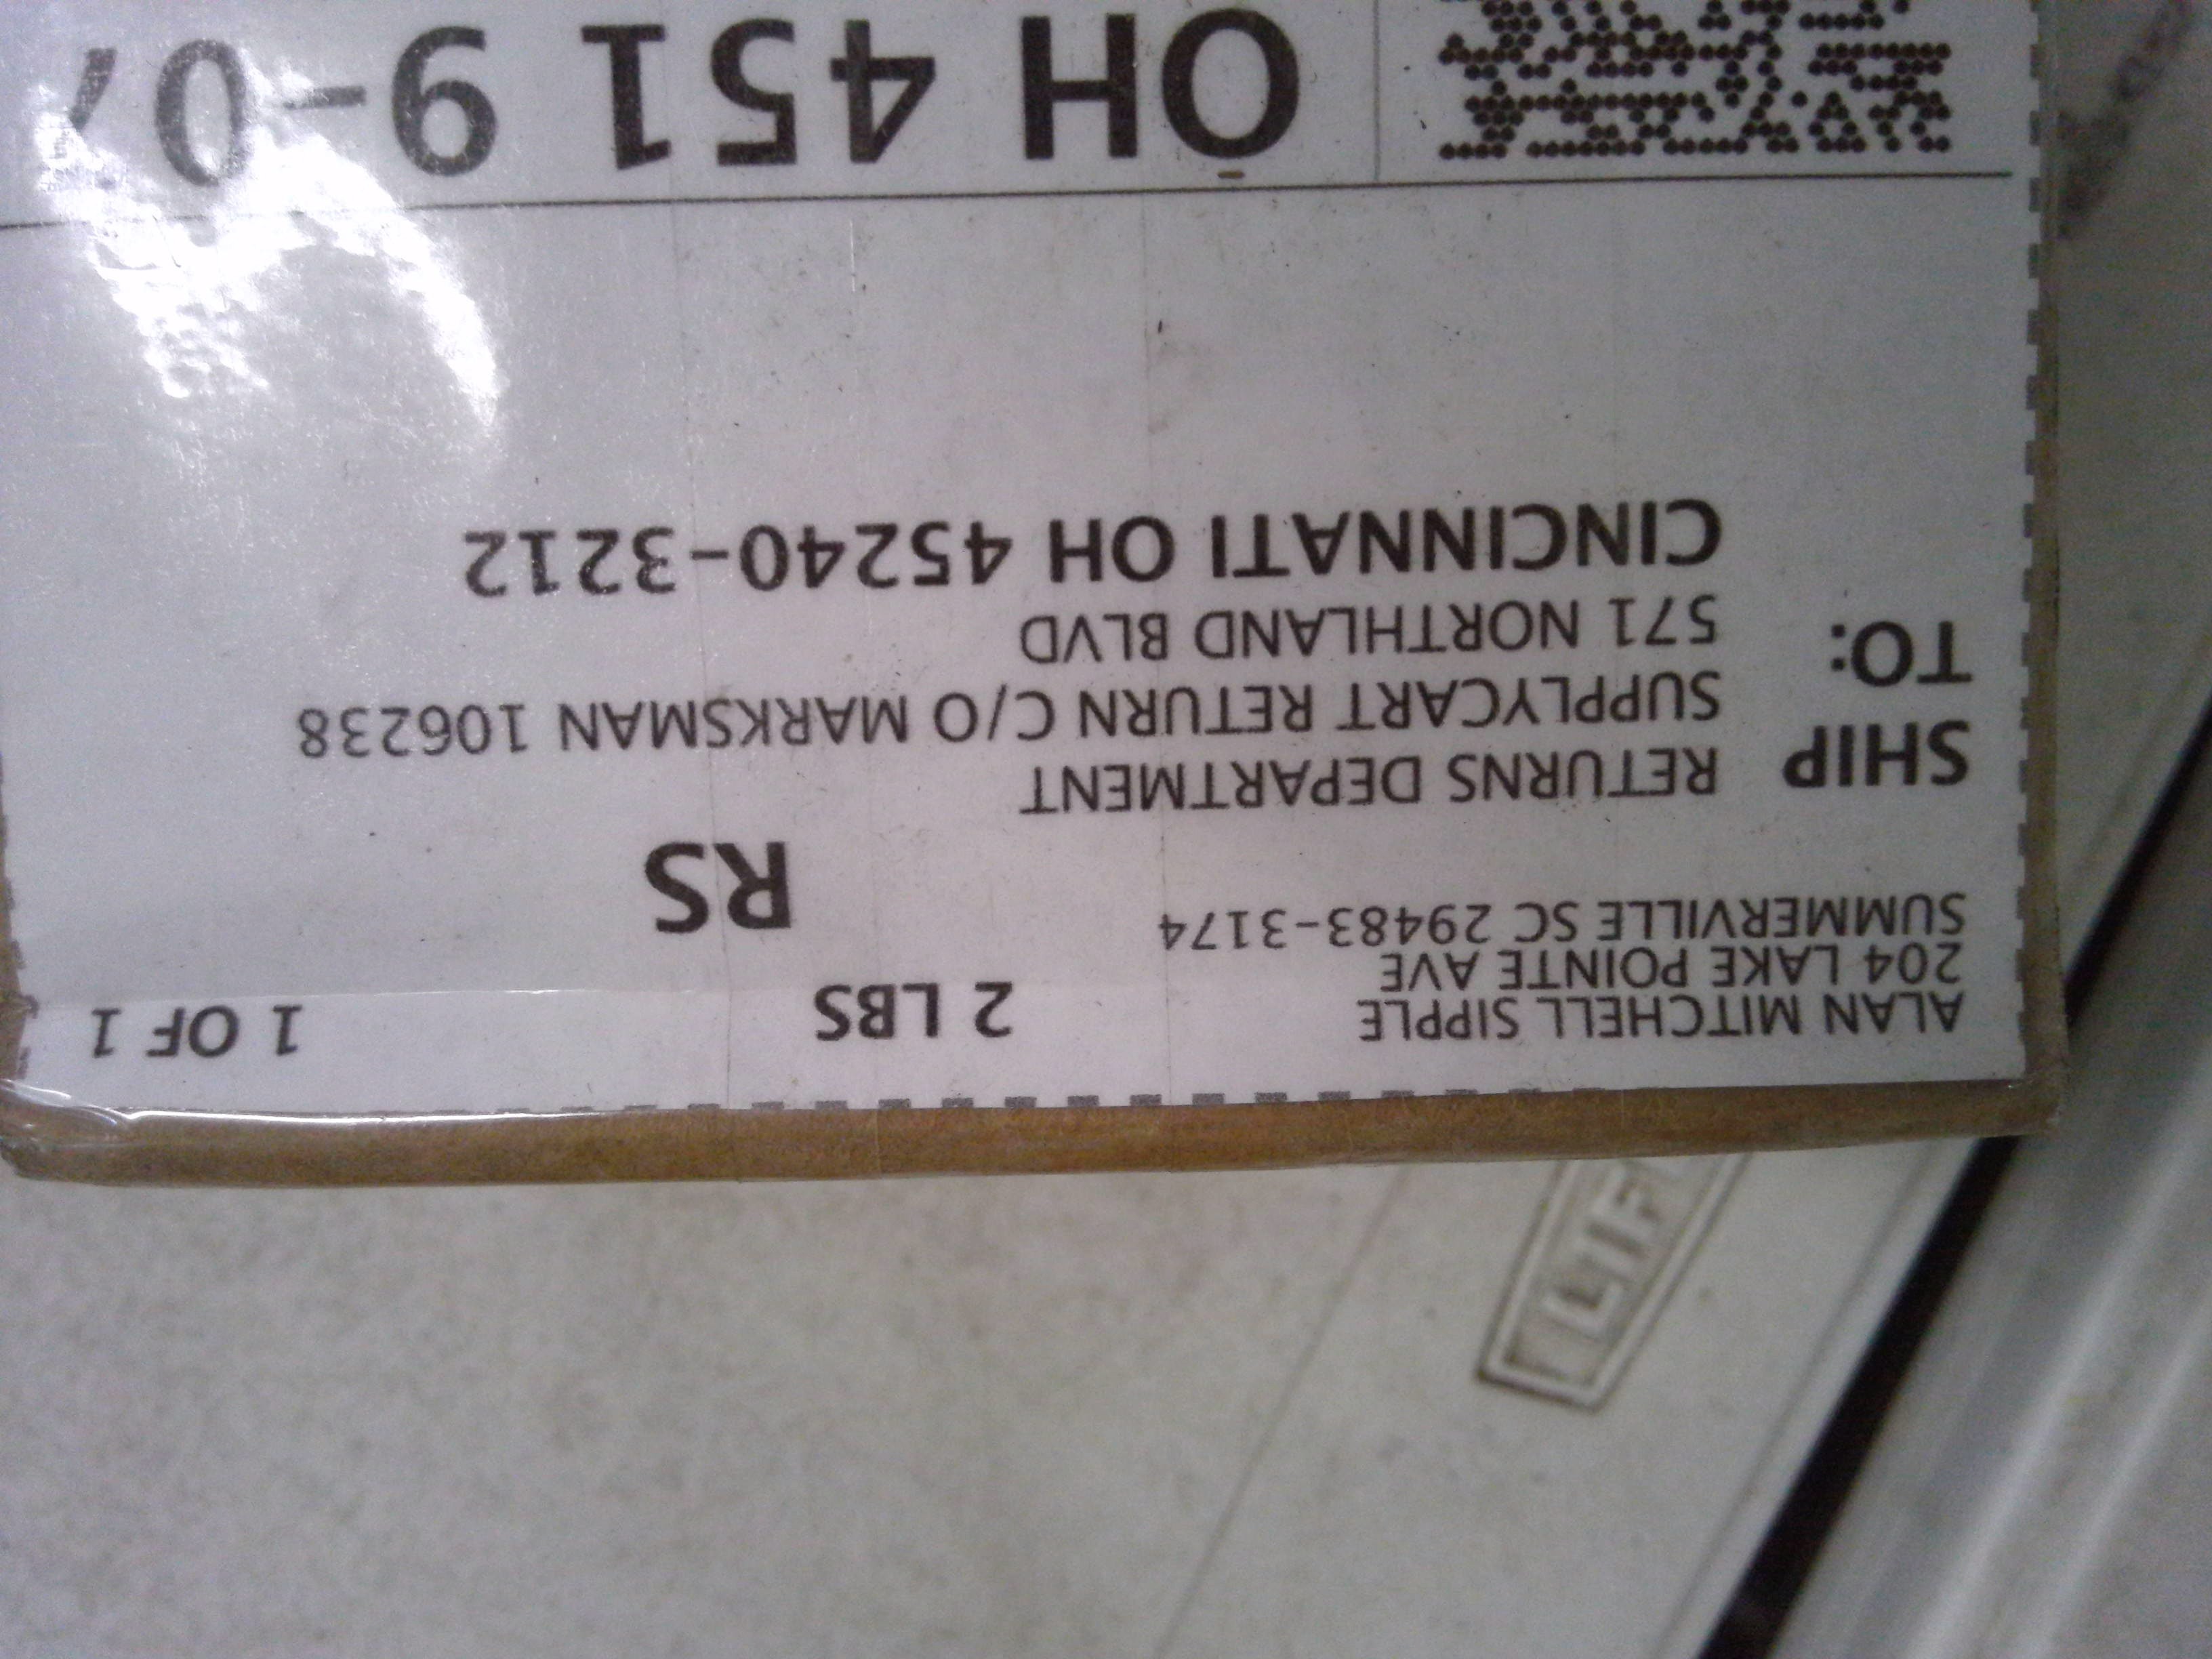 ALAN MITCHELL SIPPLE
204 LAKE POINTE AVE
SUMMERVILLE SC 29483-3174
2 LBS
1 OF 1
RS
SHIP
TO:
RETURNS DEPARTMENT
SUPPLYCART RETURN C/O MARKSMAN 106238
571 NORTHLAND BLVD
CINCINNATI OH 45240-3212
OH 451 9-0